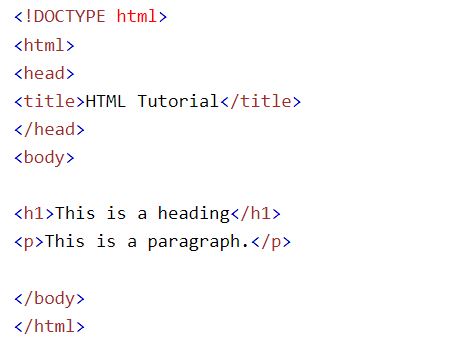 <!DOCTYPE html>
<html>
<head>
<title>HTML Tutorial</title>
</head>
<body>
<h1>This is a heading</h1>
<p>This is a paragraph.</p>
</body>
</html>